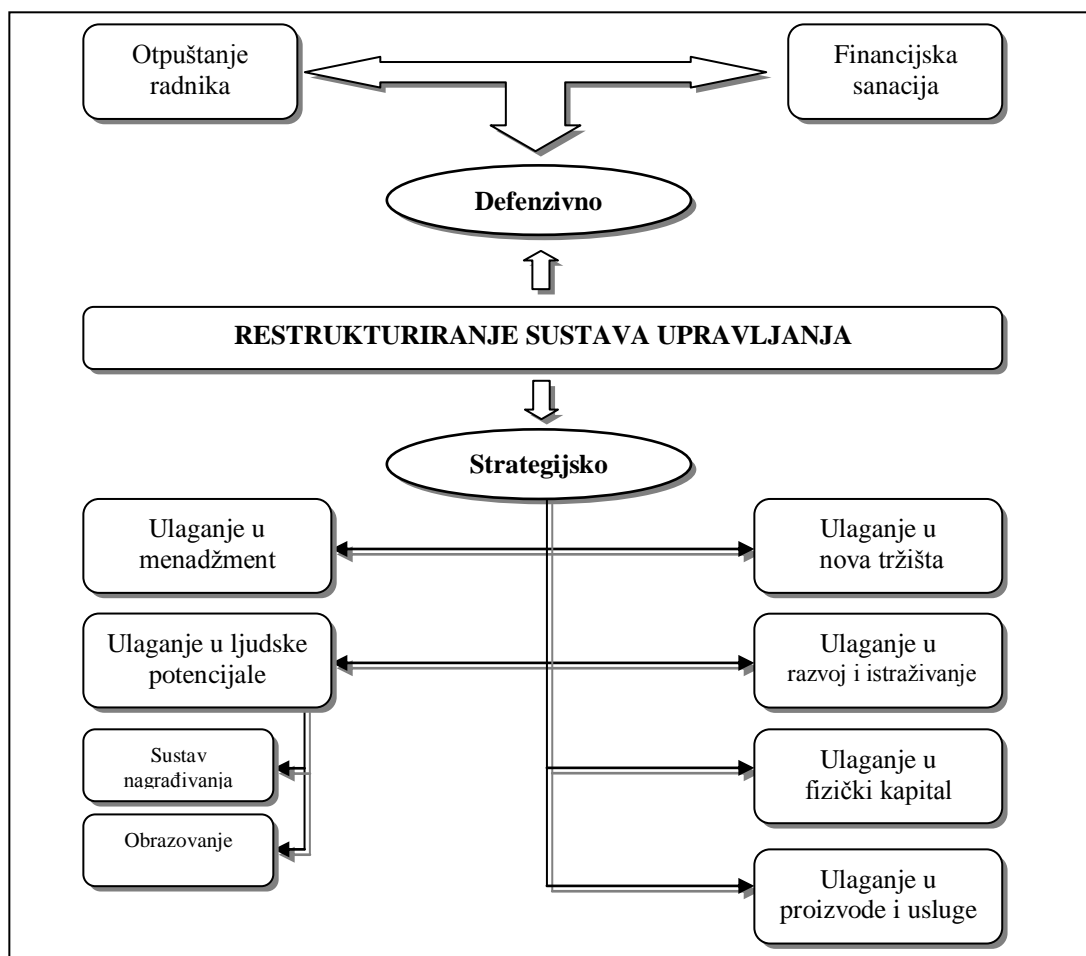 Otpuštanje
radnika
Financijska
sanacija
Defenzivno
RESTRUKTURIRANJE SUSTAVA UPRAVLJANJA
Strategijsko
Ulaganje u
menadžment
Ulaganje u
nova tržišta
Ulaganje u ljudske
potencijale
Ulaganje u
razvoj i istraživanje
Sustav
nagrađivanja
Ulaganje u
fizički kapital
Obrazovanje
Ulaganje u
proizvode i usluge